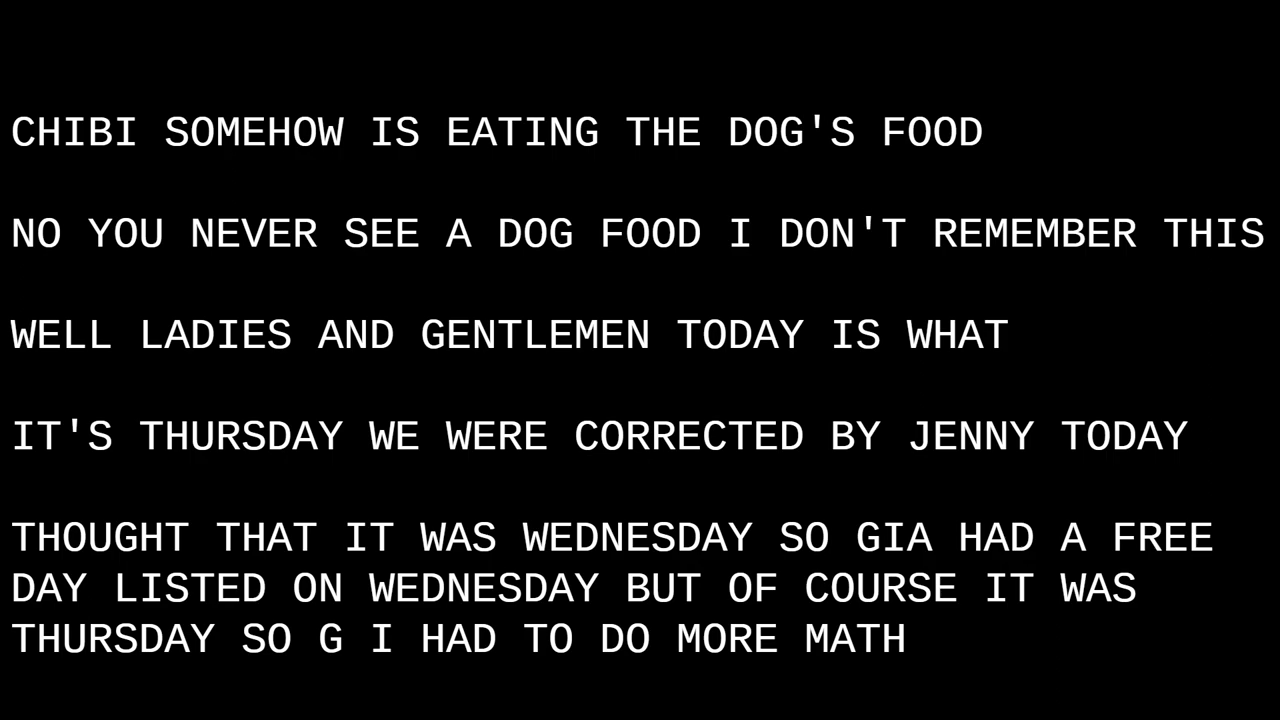 CHIBI SOMEHOW IS EATING THE DOG'S FOOD
NO YOU NEVER SEE A DOG FOOD I DON'T REMEMBER THIS
WELL LADIES AND GENTLEMEN TODAY IS WHAT
IT'S THURSDAY WE WERE CORRECTED BY JENNY TODAY
THOUGHT THAT IT WAS WEDNESDAY SO GIA HAD A FREE
DAY LISTED ON WEDNESDAY BUT OF COURSE IT WAS
THURSDAY SO G I HAD TO DO MORE MATH